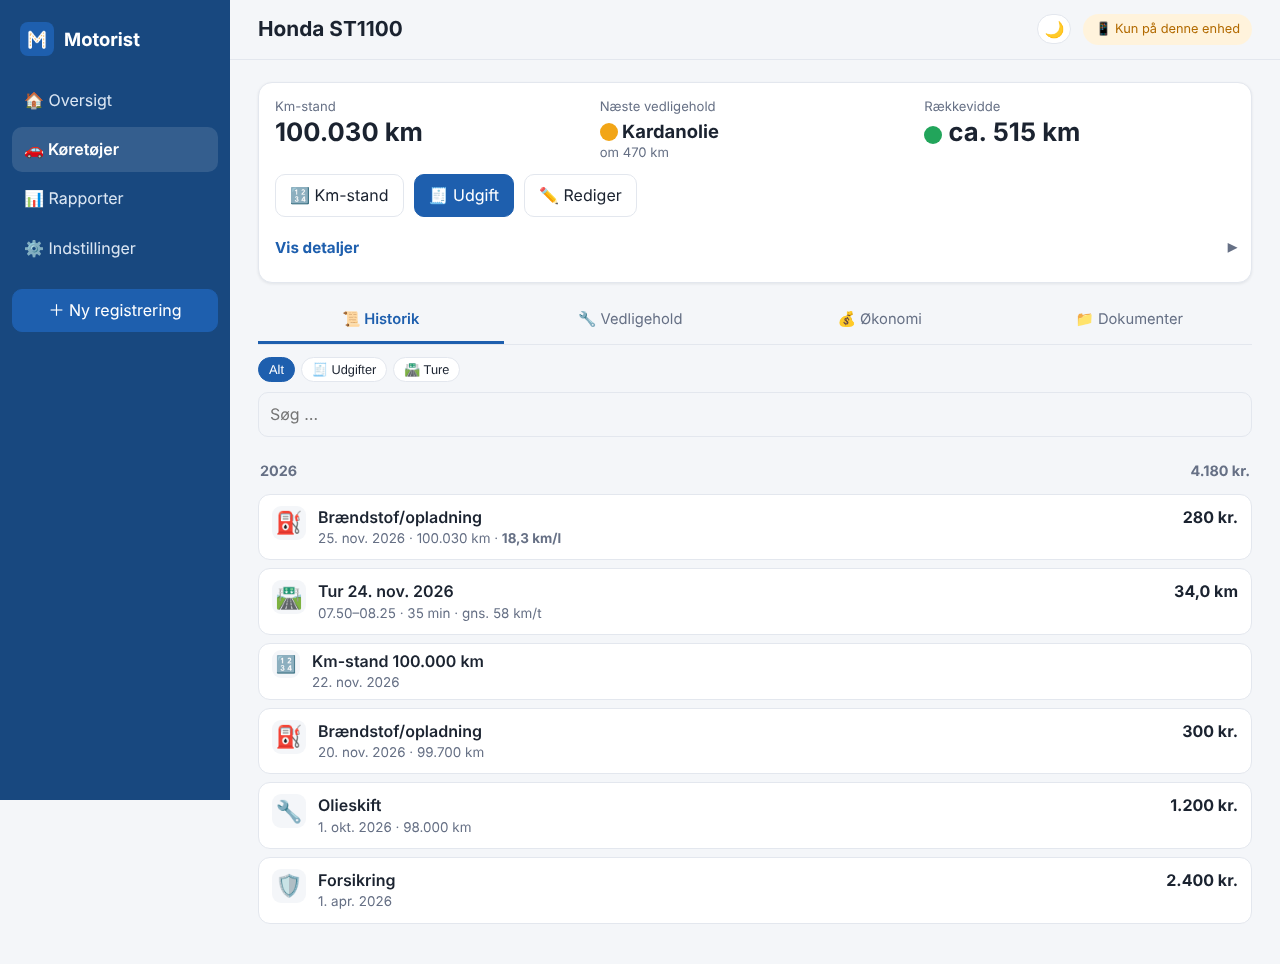 Motorist
Oversigt
Køretøjer
Rapporter
Indstillinger
+ Ny registrering
Honda ST1100
Kun på denne enhed
Km-stand
100.030 km
Næste vedligehold
Kardanolie
om 470 km
Rækkevidde
ca. 515 km
Km-stand
Udgift
Rediger
Vis detaljer
Historik
Vedligehold
Økonomi
Dokumenter
Alt
Udgifter
Ture
Søg ...
2026
4.180 kr.
Brændstof/opladning
280 kr.
25. nov. 2026 · 100.030 km · 18,3 km/l
Tur 24. nov. 2026
34,0 km
07.50–08.25 · 35 min · gns. 58 km/t
Km-stand 100.000 km
22. nov. 2026
Brændstof/opladning
300 kr.
20. nov. 2026 · 99.700 km
Olieskift
1.200 kr.
1. okt. 2026 · 98.000 km
Forsikring
2.400 kr.
1. apr. 2026